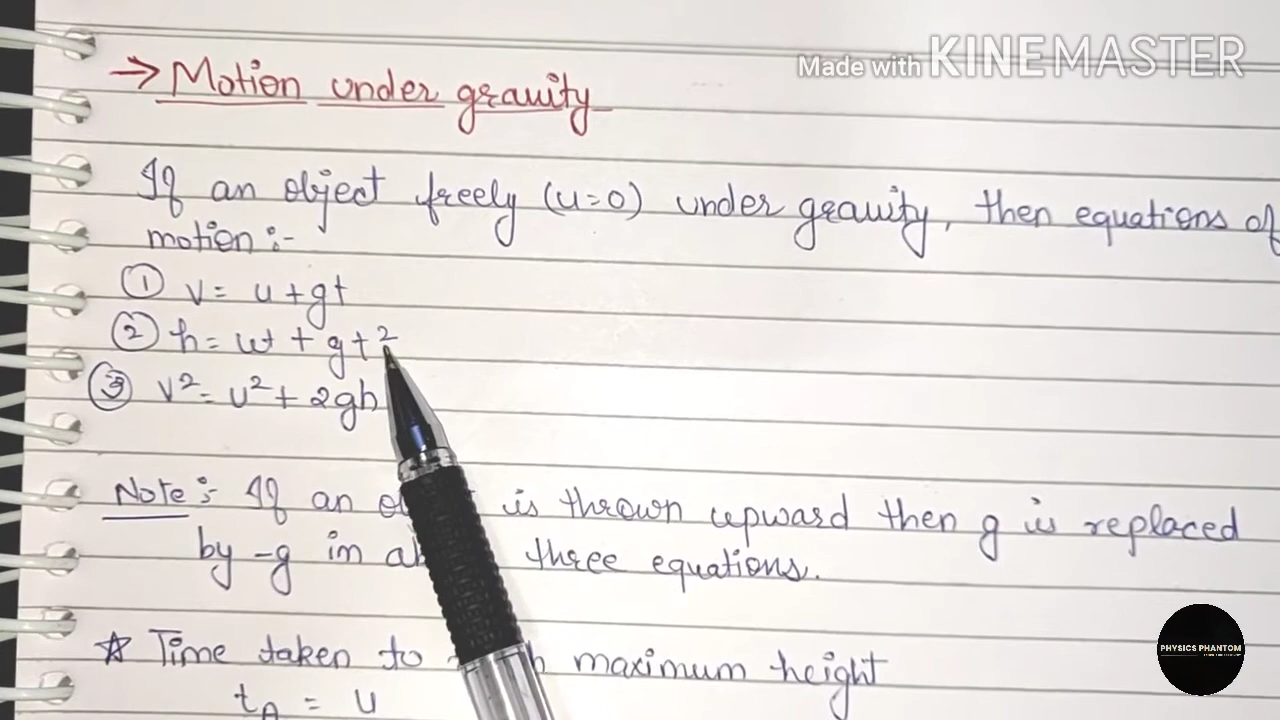 Made with KINEMASTER
→ Motion under gravity
If an object freely (u=0) under gravity, then equations of
motion :-
① v = u + gt
② h = ut + gt²
③ v² = u² + 2gh
Note :- If an is thrown upward then g is replaced
by -g in three equations.
☆ Time taken to maximum height
t_A = u
PHYSICS PHANTOM